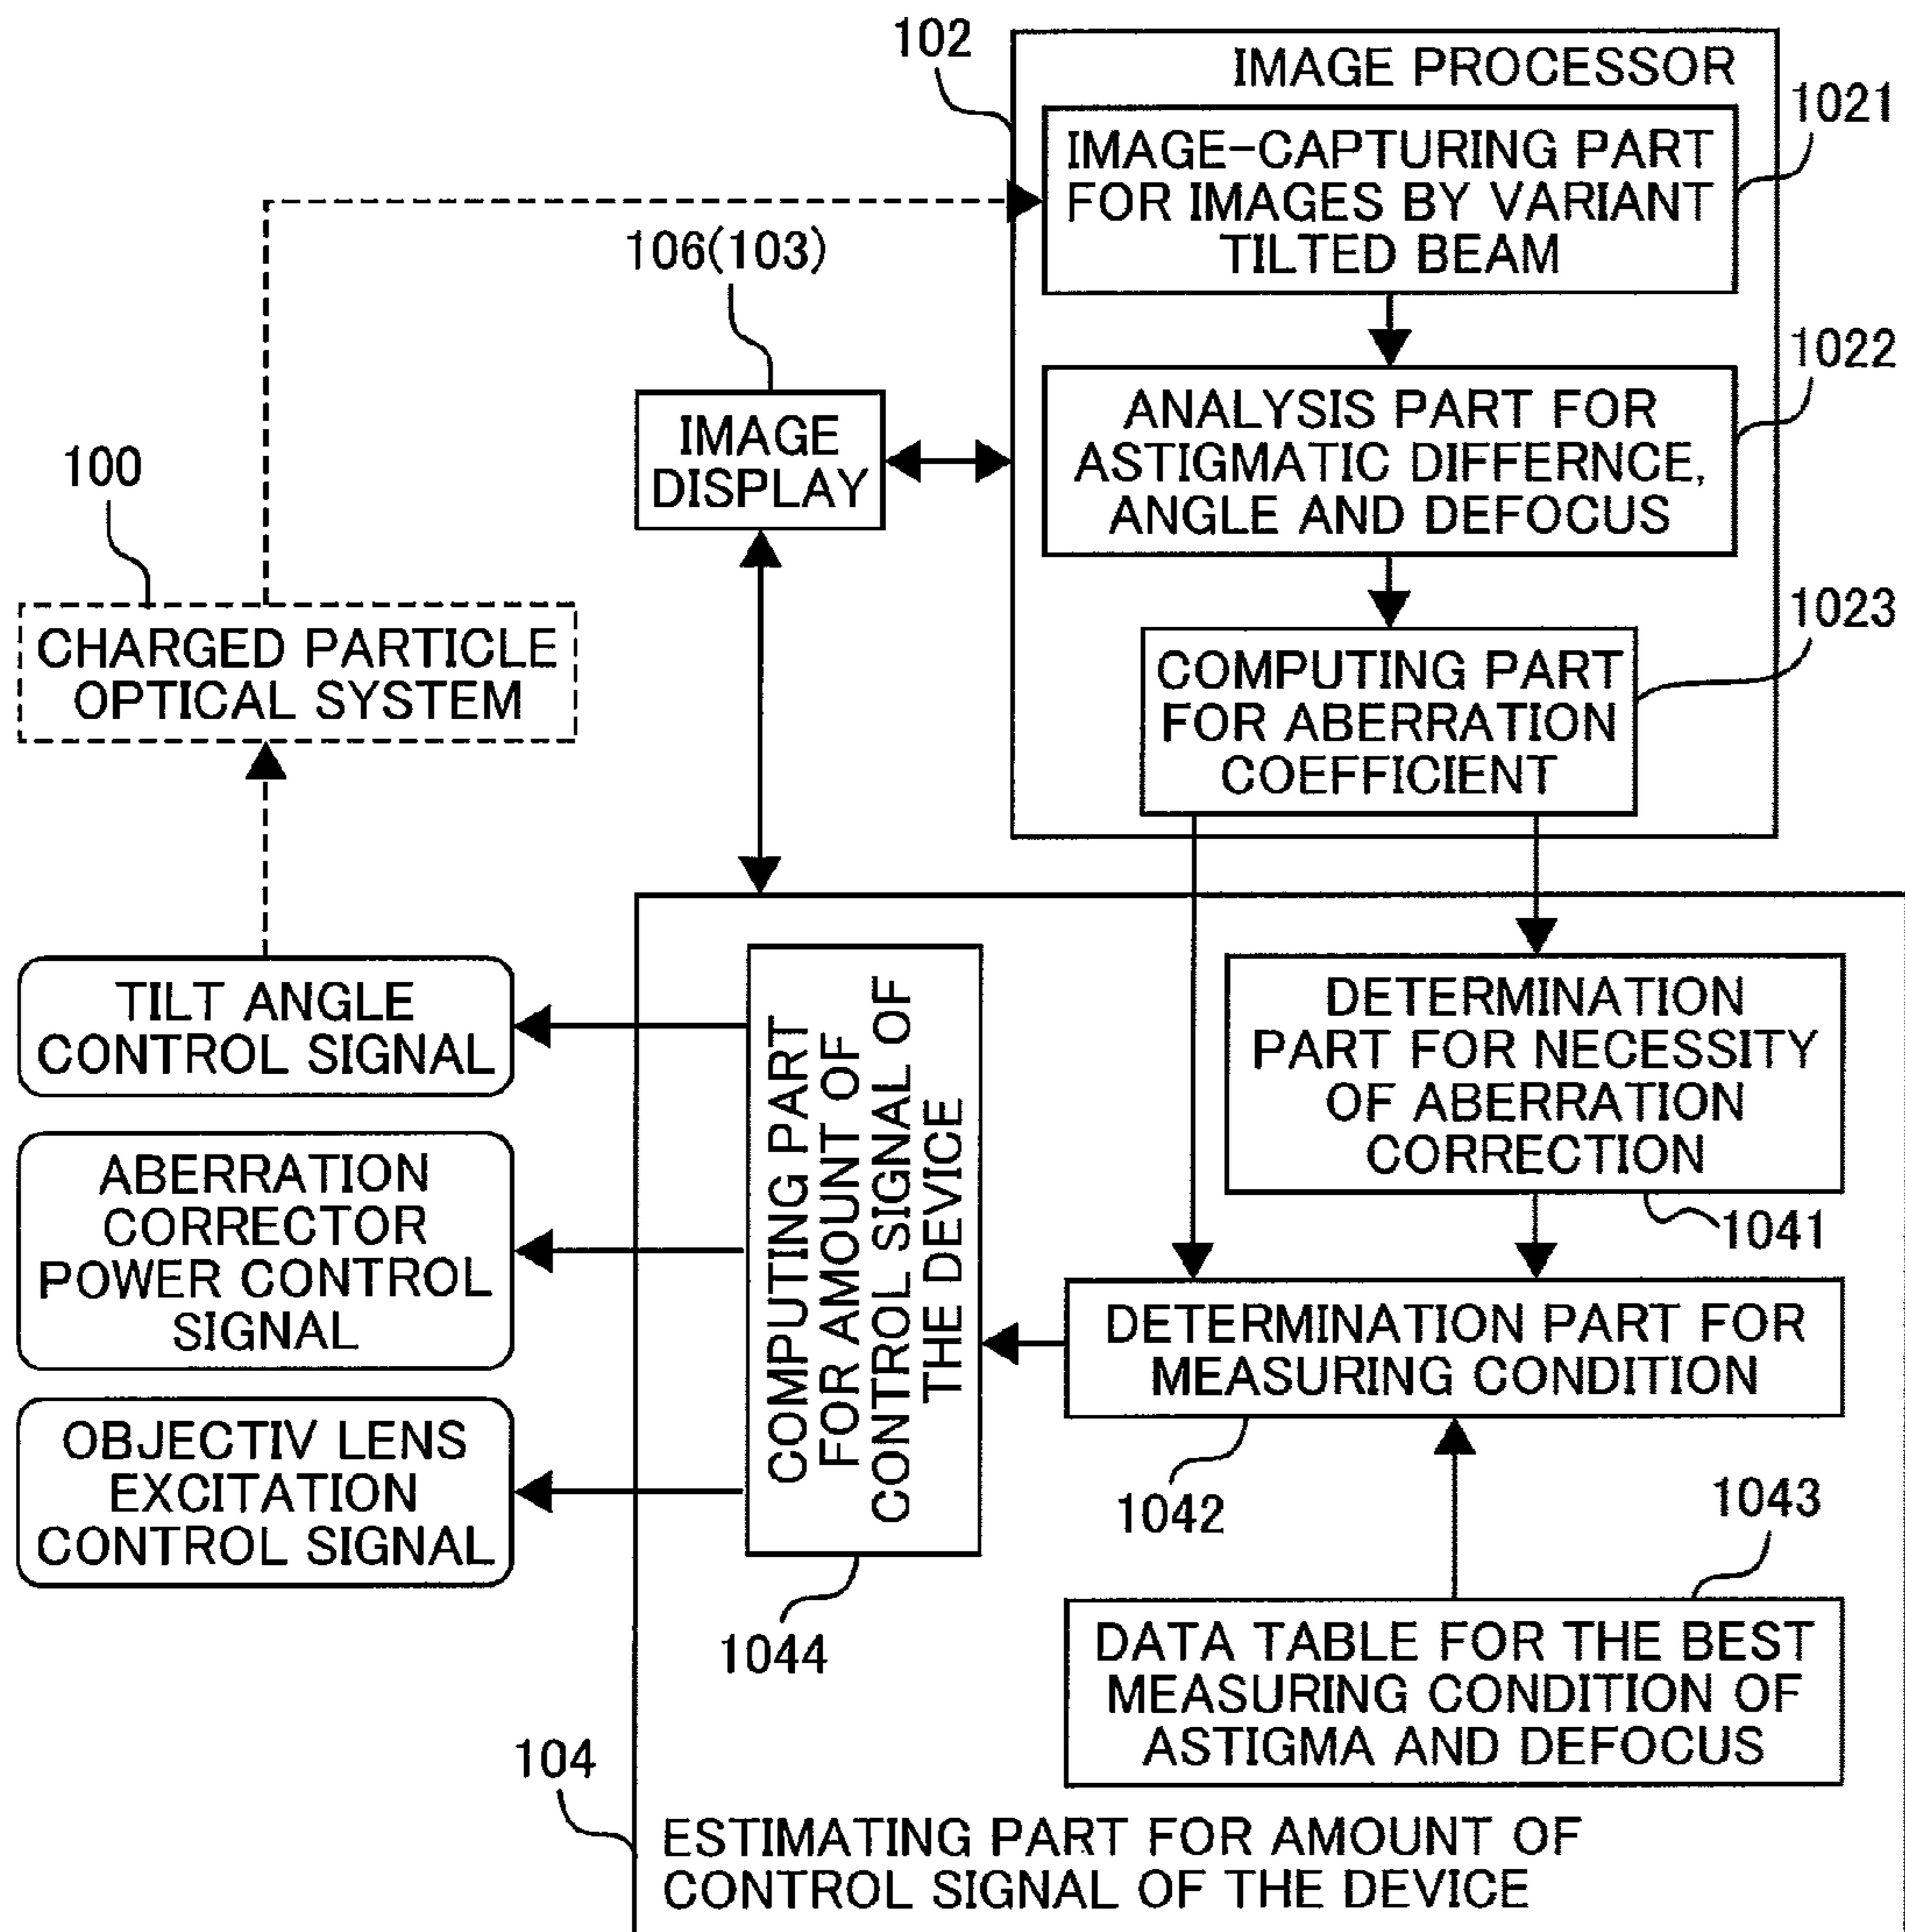 102
IMAGE PROCESSOR
1021
IMAGE-CAPTURING PART
FOR IMAGES BY VARIANT
TILTED BEAM
106(103)
1022
IMAGE
DISPLAY
ANALYSIS PART FOR
ASTIGMATIC DIFFERNCE,
ANGLE AND DEFOCUS
100
1023
CHARGED PARTICLE
OPTICAL SYSTEM
COMPUTING PART
FOR ABERRATION
COEFFICIENT
TILT ANGLE
CONTROL SIGNAL
ABERRATION
CORRECTOR
POWER CONTROL
SIGNAL
OBJECTIV LENS
EXCITATION
CONTROL SIGNAL
COMPUTING PART
FOR AMOUNT OF
CONTROL SIGNAL OF
THE DEVICE
1044
DETERMINATION
PART FOR NECESSITY
OF ABERRATION
CORRECTION
1041
DETERMINATION PART FOR
MEASURING CONDITION
1042
1043
DATA TABLE FOR THE BEST
MEASURING CONDITION OF
ASTIGMA AND DEFOCUS
104
ESTIMATING PART FOR AMOUNT OF
CONTROL SIGNAL OF THE DEVICE